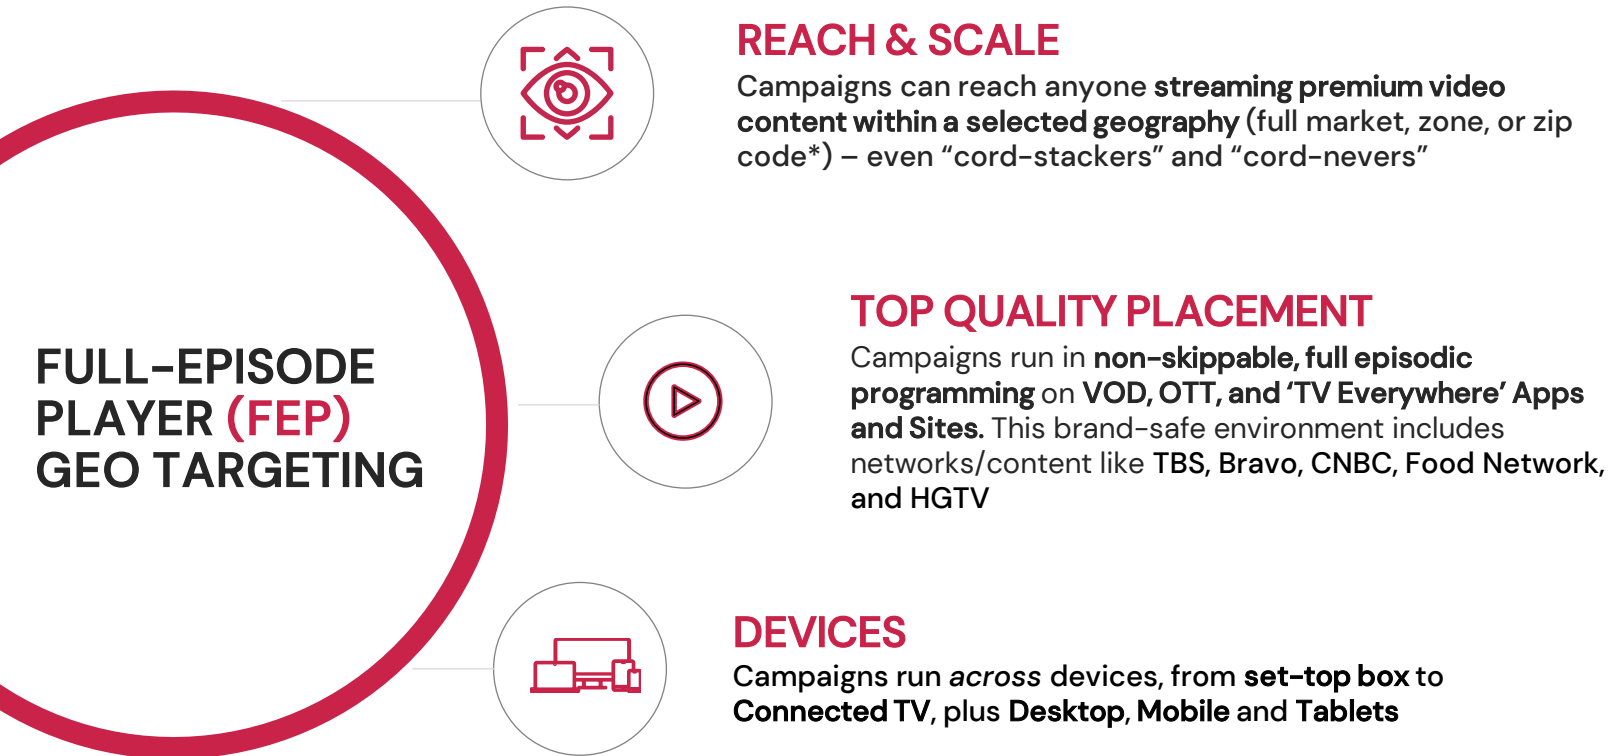 FULL-EPISODE
PLAYER (FEP)
GEO TARGETING
REACH & SCALE
Campaigns can reach anyone streaming premium video
content within a selected geography (full market, zone, or zip
code*) – even “cord-stackers” and “cord-nevers”
TOP QUALITY PLACEMENT
Campaigns run in non-skippable, full episodic
programming on VOD, OTT, and ‘TV Everywhere’ Apps
and Sites. This brand-safe environment includes
networks/content like TBS, Bravo, CNBC, Food Network,
and HGTV
DEVICES
Campaigns run across devices, from set-top box to
Connected TV, plus Desktop, Mobile and Tablets